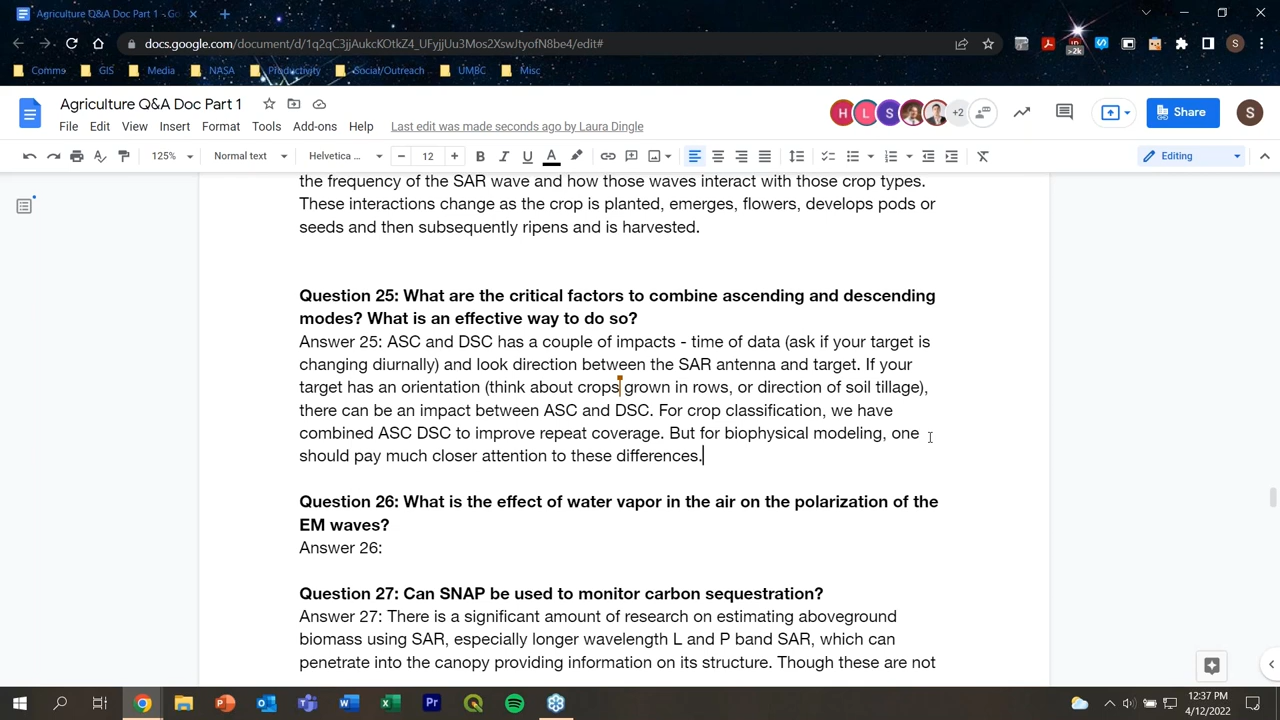 Agriculture Q&A Doc Part 1 - Go
docs.google.com/document/d/1q2qC3jjAukcKOtkZ4_UFyjjUu3Mos2XswJtyofN8be4/edit#
>2k
S
Comms GIS Media NASA Productivity Social/Outreach UMBC Misc
Agriculture Q&A Doc Part 1
H L S +2 Share S
File Edit View Insert Format Tools Add-ons Help Last edit was made seconds ago by Laura Dingle
125% Normal text Helvetica ... 12 B I U A Editing
the frequency of the SAR wave and how those waves interact with those crop types.
These interactions change as the crop is planted, emerges, flowers, develops pods or
seeds and then subsequently ripens and is harvested.
Question 25: What are the critical factors to combine ascending and descending
modes? What is an effective way to do so?
Answer 25: ASC and DSC has a couple of impacts - time of data (ask if your target is
changing diurnally) and look direction between the SAR antenna and target. If your
target has an orientation (think about crops grown in rows, or direction of soil tillage),
there can be an impact between ASC and DSC. For crop classification, we have
combined ASC DSC to improve repeat coverage. But for biophysical modeling, one
should pay much closer attention to these differences.
Question 26: What is the effect of water vapor in the air on the polarization of the
EM waves?
Answer 26:
Question 27: Can SNAP be used to monitor carbon sequestration?
Answer 27: There is a significant amount of research on estimating aboveground
biomass using SAR, especially longer wavelength L and P band SAR, which can
penetrate into the canopy providing information on its structure. Though these are not
12:37 PM
4/12/2022